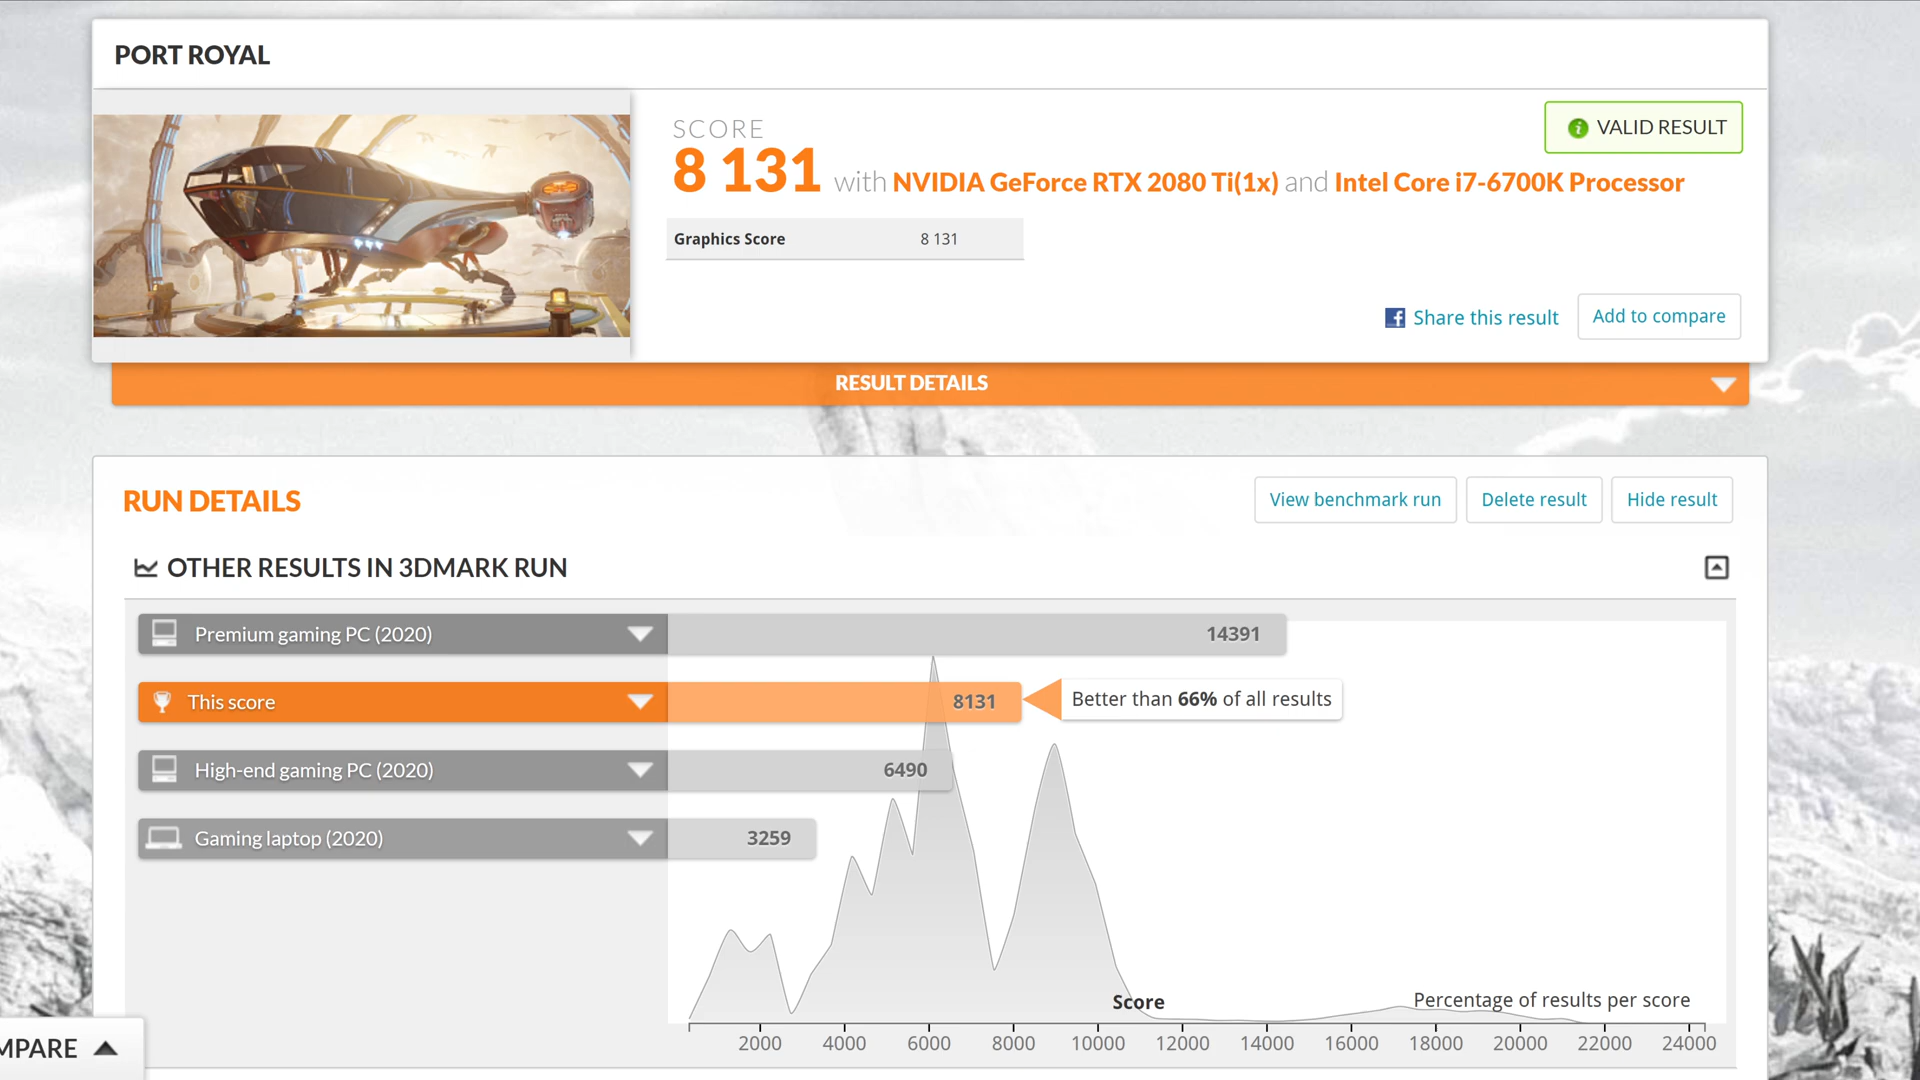 PORT ROYAL
SCORE
8 131 with NVIDIA GeForce RTX 2080 Ti(1x) and Intel Core i7-6700K Processor
VALID RESULT
Graphics Score 8 131
Share this result
Add to compare
RESULT DETAILS
RUN DETAILS
View benchmark run
Delete result
Hide result
OTHER RESULTS IN 3DMARK RUN
Premium gaming PC (2020) 14391
This score 8131
Better than 66% of all results
High-end gaming PC (2020) 6490
Gaming laptop (2020) 3259
Score
Percentage of results per score
2000 4000 6000 8000 10000 12000 14000 16000 18000 20000 22000 24000
MPARE